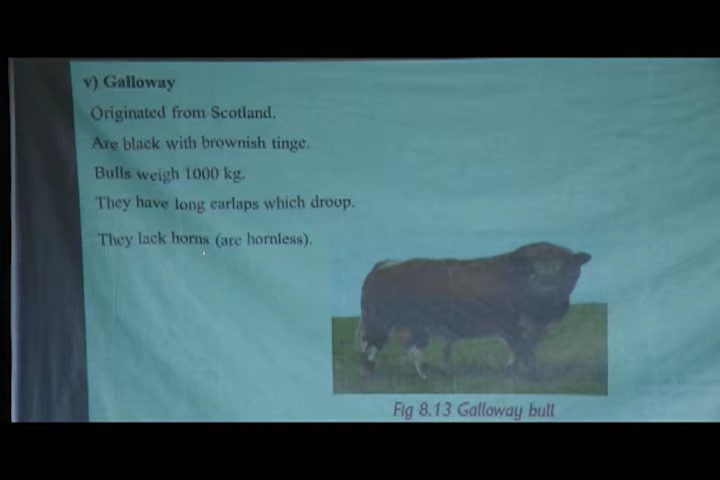 v) Galloway
Originated from Scotland.
Are black with brownish tinge.
Bulls weigh 1000 kg.
They have long earlaps which droop.
They lack horns (are hornless).
Fig 8.13 Galloway bull